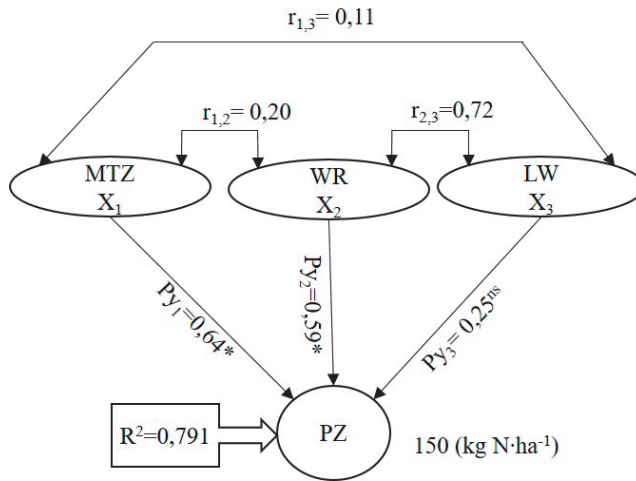 r₁,₃= 0,11
r₁,₂= 0,20
r₂,₃=0,72
MTZ
X₁
WR
X₂
LW
X₃
Py₁=0,64*
Py₂=0,59*
Py₃= 0,25ⁿˢ
R²=0,791
PZ
150 (kg N·ha⁻¹)